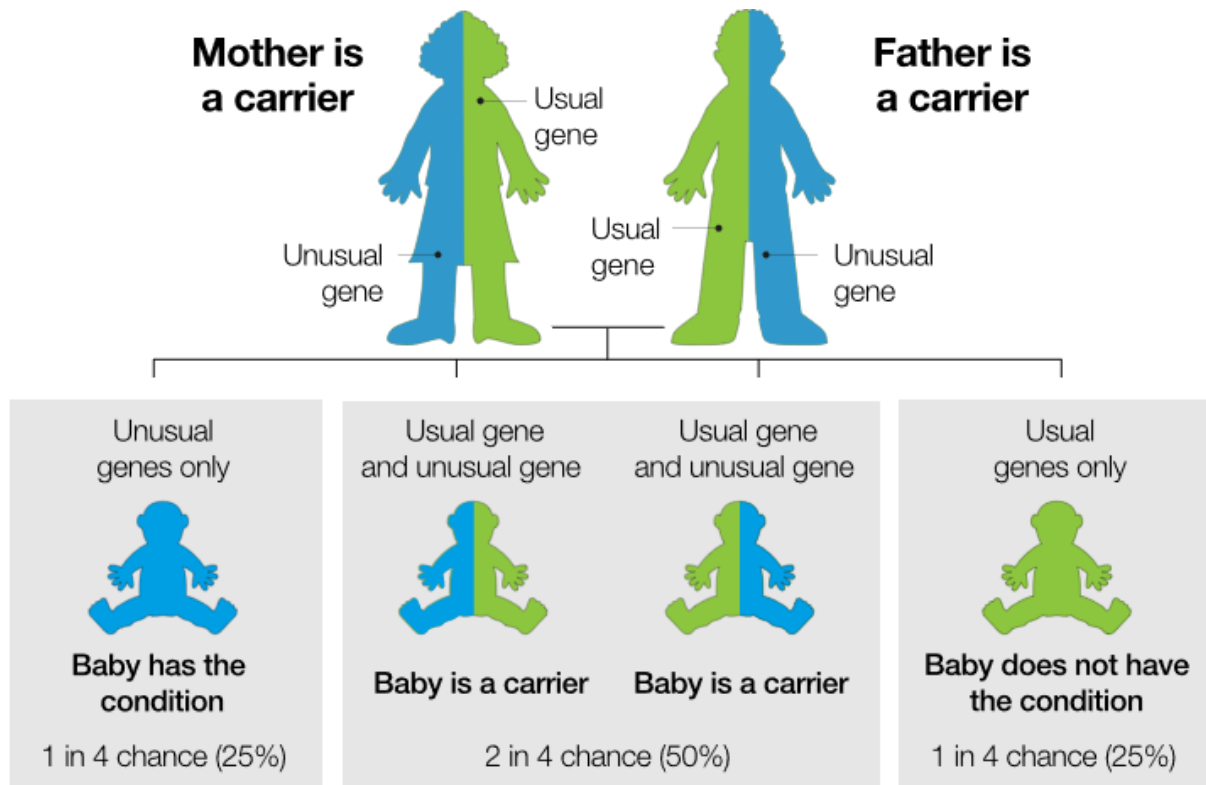 Mother is
a carrier
Usual
gene
Unusual
gene
Father is
a carrier
Usual
gene
Unusual
gene
Unusual
genes only
Baby has the
condition
1 in 4 chance (25%)
Usual gene
and unusual gene
Baby is a carrier
Usual gene
and unusual gene
Baby is a carrier
2 in 4 chance (50%)
Usual
genes only
Baby does not have
the condition
1 in 4 chance (25%)